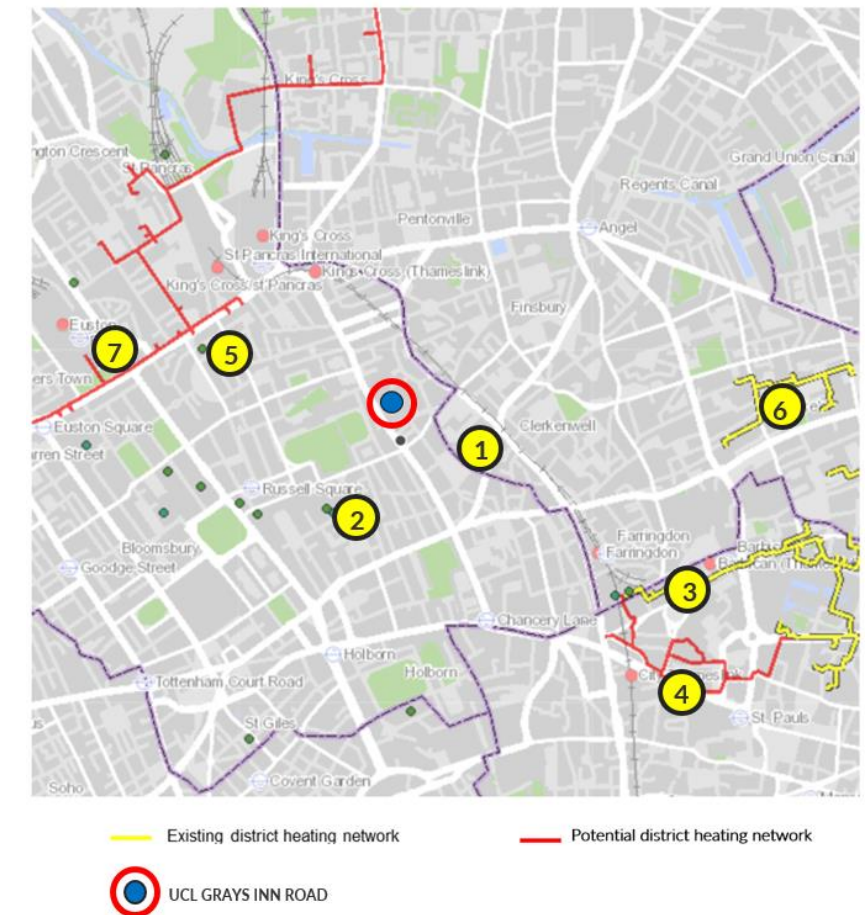 King's Cross
ngton Crescent
St Pancras
Grand Union Canal
Regents Canal
Pentonville
Angel
King's Cross
St Pancras International
Kings Cross (Thameslink)
King's Cross St Pancras
Finsbury
Euston
7
5
ers Town
6
Euston Square
Clerkenwell
1
rren Street
Russell Square
2
Farringdon
Farringdon
Bloomsbury
Barbican (Thames
Goodge Street
3
Chancery Lane
Holborn
Holborn
Tottenham Court Road
4
St. Pauls
St Giles
Covent Garden
Soho
Existing district heating network
Potential district heating network
UCL GRAYS INN ROAD